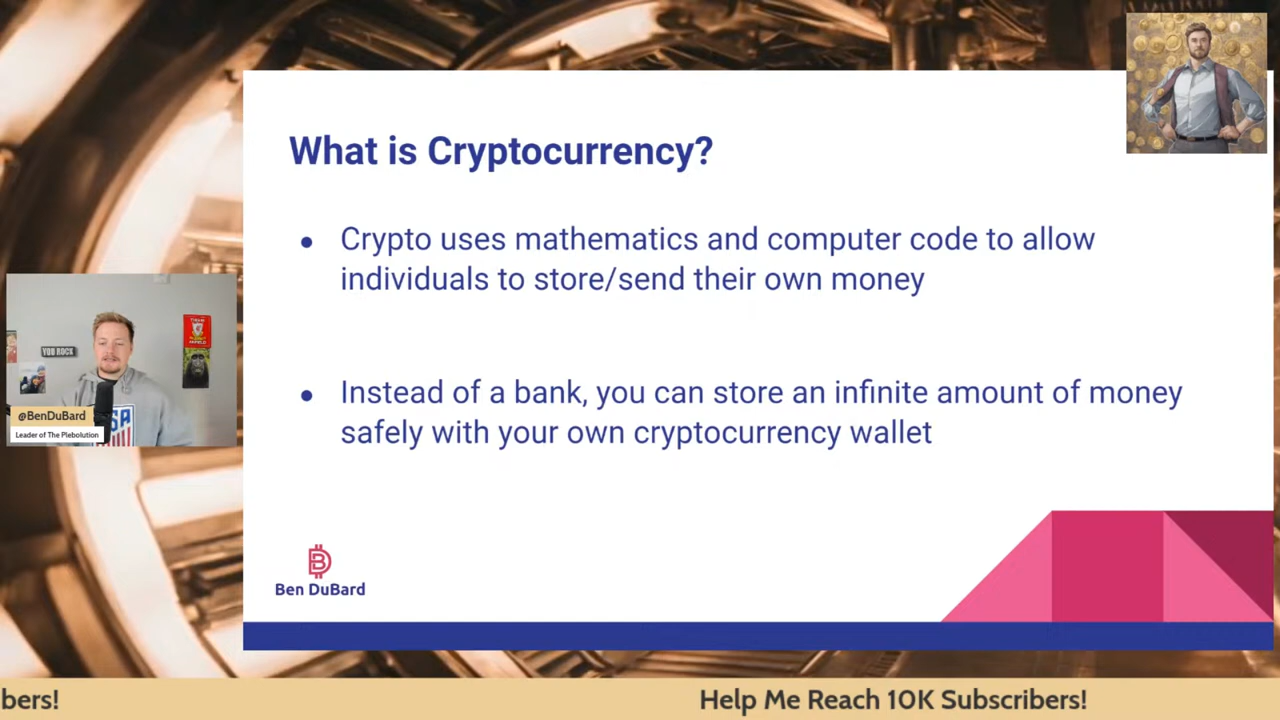 What is Cryptocurrency?
● Crypto uses mathematics and computer code to allow
individuals to store/send their own money
● Instead of a bank, you can store an infinite amount of money
safely with your own cryptocurrency wallet
YOU ROCK
@BenDuBard
Leader of The Plebolution
Ben DuBard
bers!
Help Me Reach 10K Subscribers!